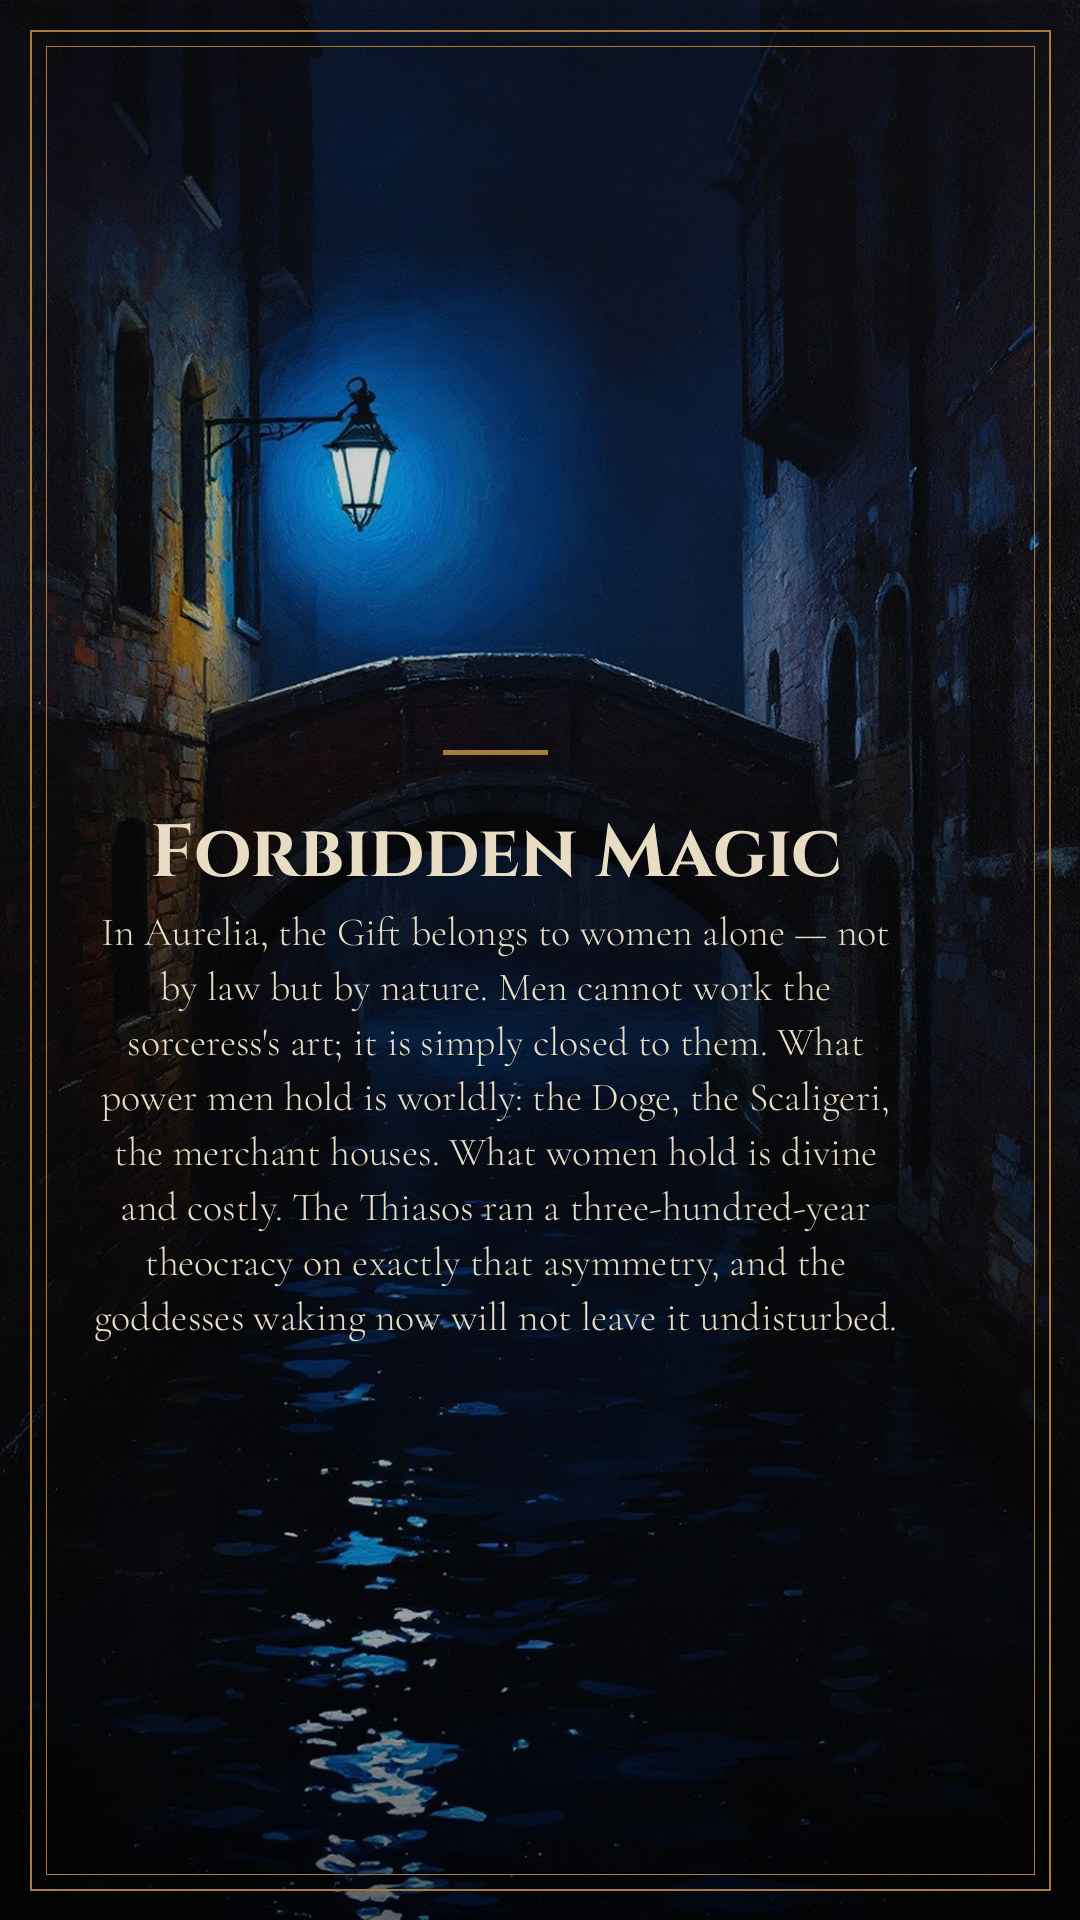 Forbidden Magic
In Aurelia, the Gift belongs to women alone — not
by law but by nature. Men cannot work the
sorceress's art; it is simply closed to them. What
power men hold is worldly: the Doge, the Scaligeri,
the merchant houses. What women hold is divine
and costly. The Thiasos ran a three-hundred-year
theocracy on exactly that asymmetry, and the
goddesses waking now will not leave it undisturbed.